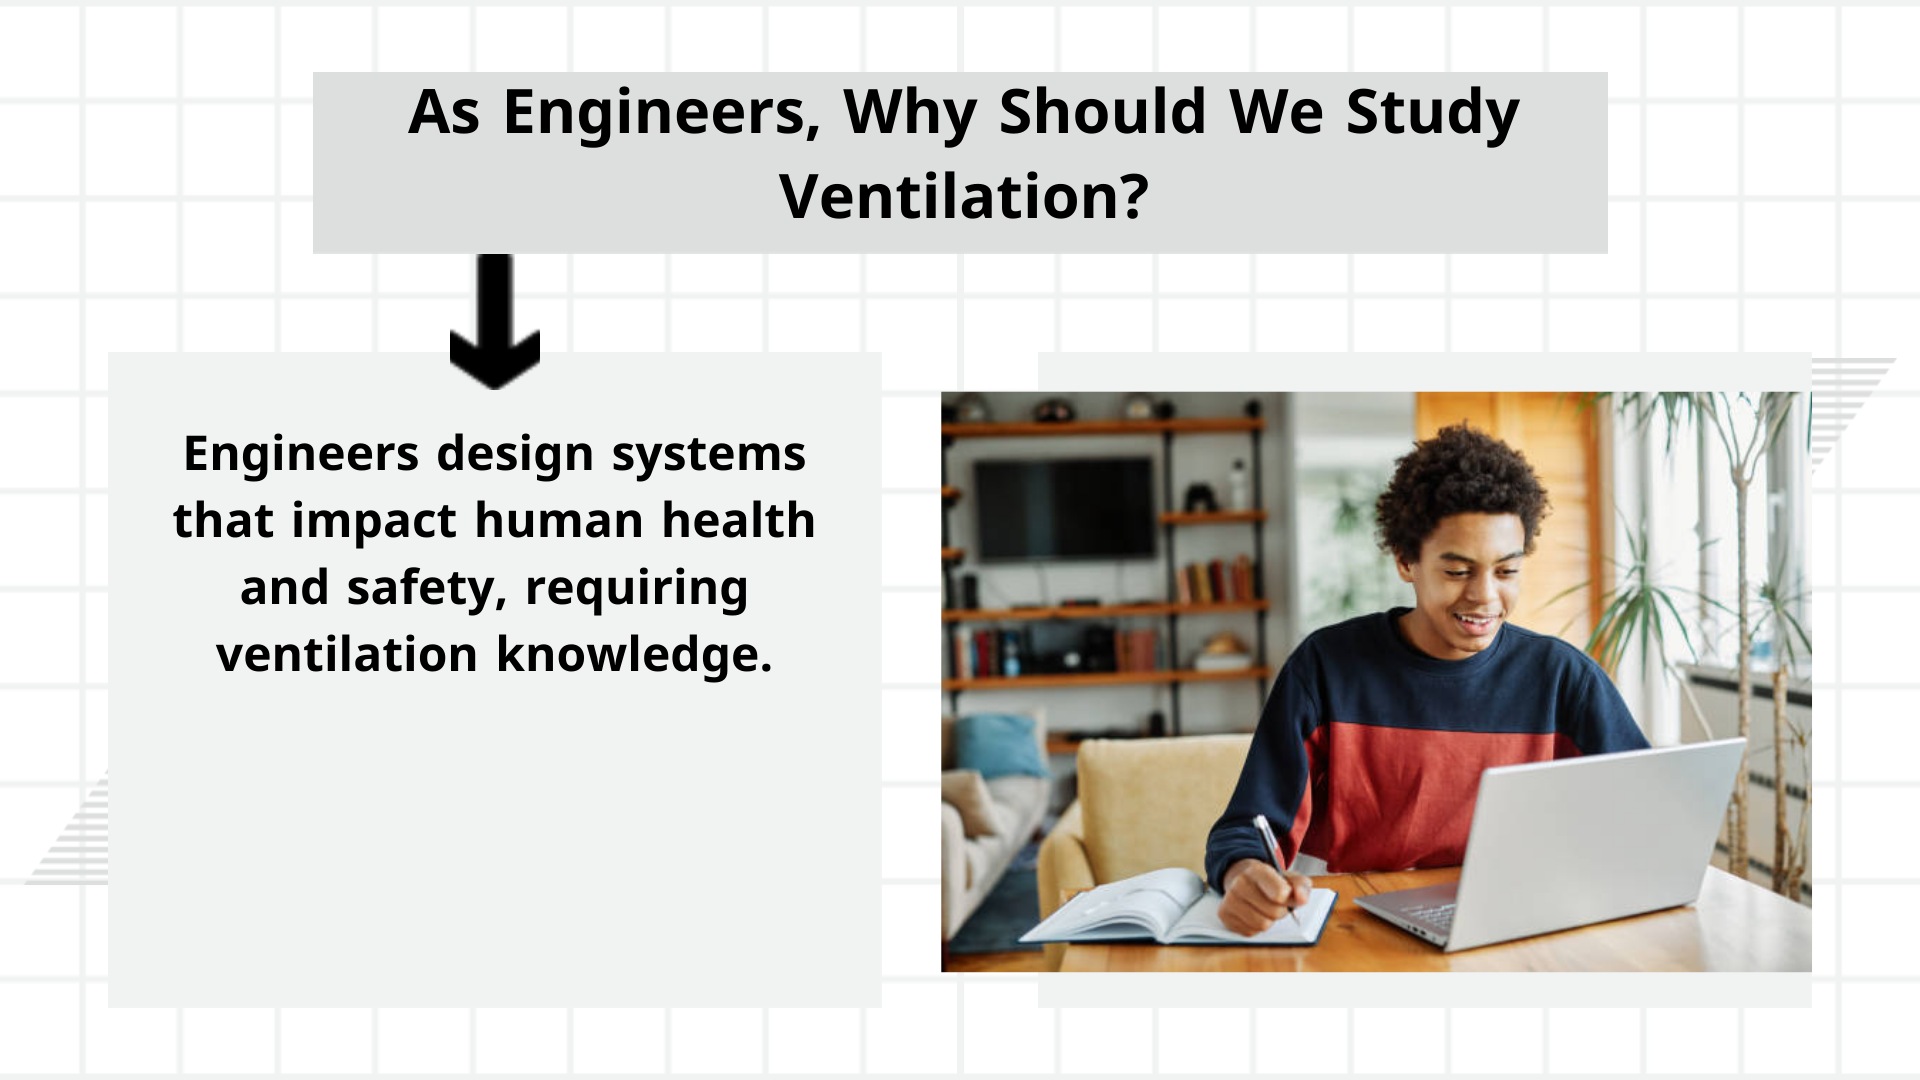 As Engineers, Why Should We Study
Ventilation?
Engineers design systems
that impact human health
and safety, requiring
ventilation knowledge.